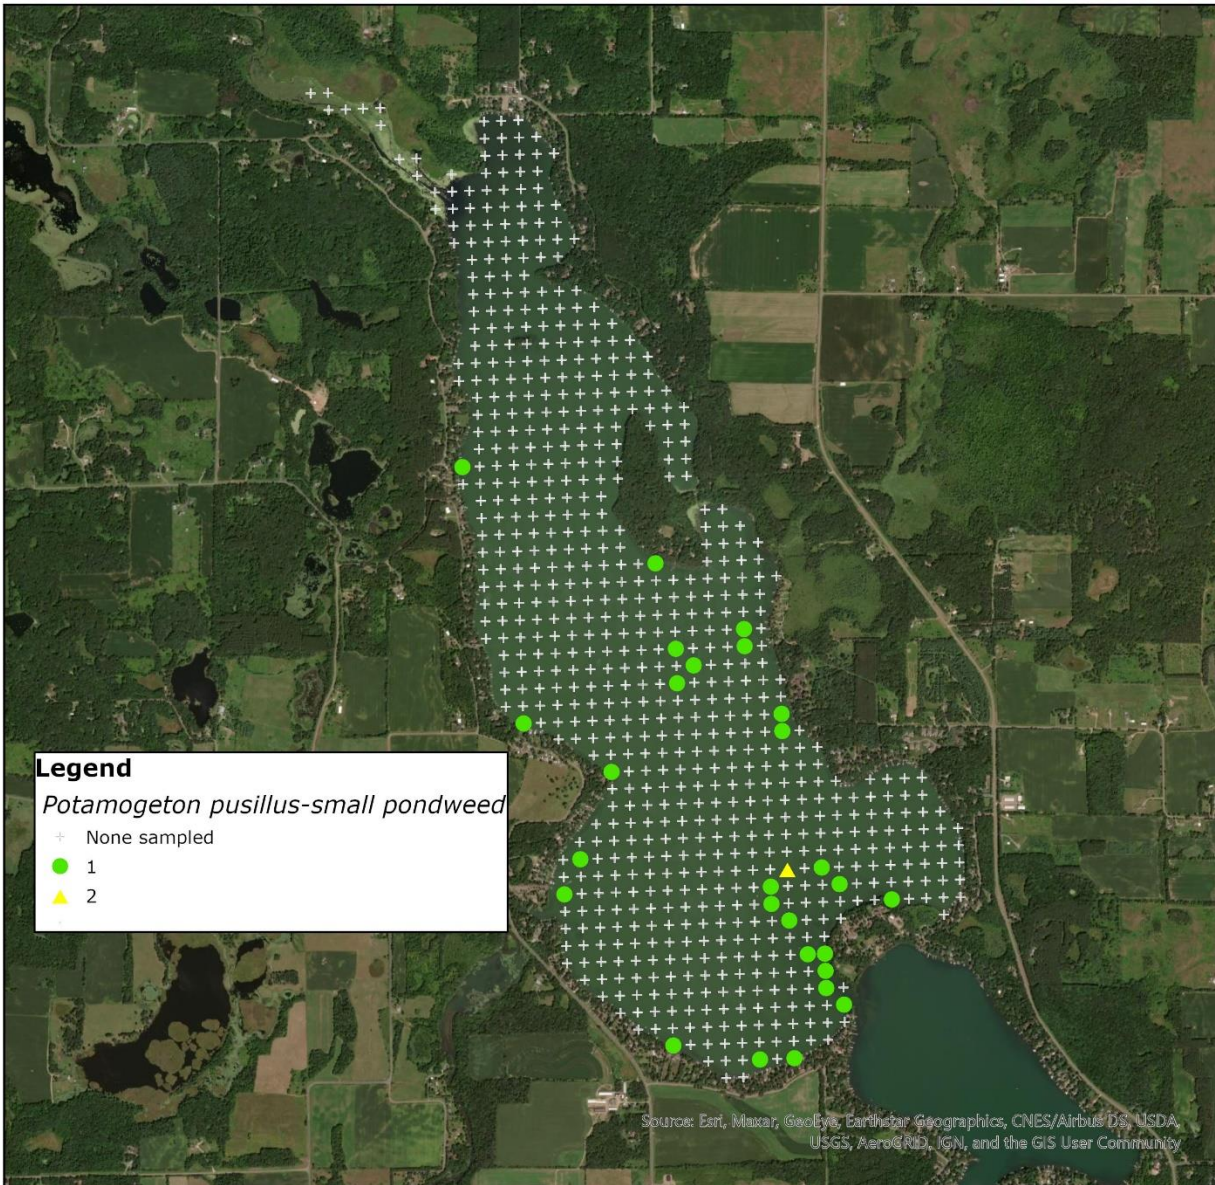 Legend
Potamogeton pusillus-small pondweed
None sampled
1
2
Source: Esri, Maxar, GeoEye, Earthstar Geographics, CNES/Airbus DS, USDA,
USGS, AeroGRID, IGN, and the GIS User Community